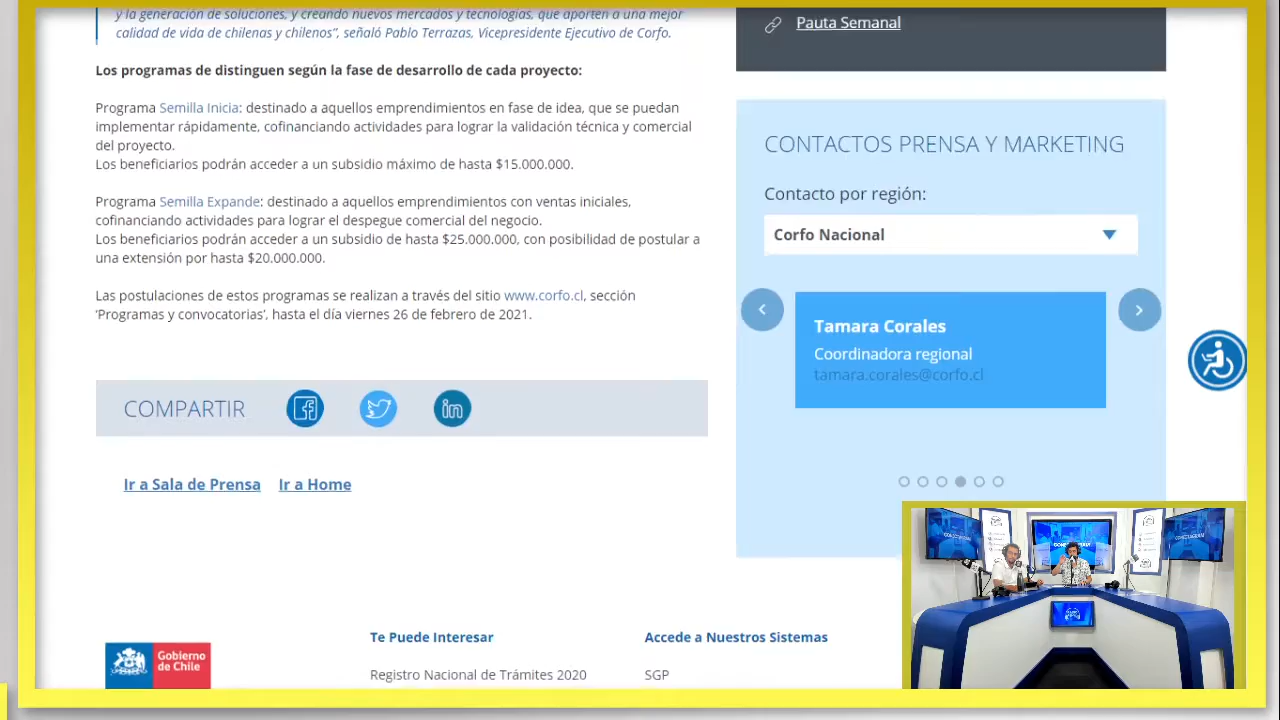 y la generación de soluciones, y creando nuevos mercados y tecnologías, que aporten a una mejor
calidad de vida de chilenas y chilenos”, señaló Pablo Terrazas, Vicepresidente Ejecutivo de Corfo.
Los programas de distinguen según la fase de desarrollo de cada proyecto:
Programa Semilla Inicia: destinado a aquellos emprendimientos en fase de idea, que se puedan
implementar rápidamente, cofinanciando actividades para lograr la validación técnica y comercial
del proyecto.
Los beneficiarios podrán acceder a un subsidio máximo de hasta $15.000.000.
Programa Semilla Expande: destinado a aquellos emprendimientos con ventas iniciales,
cofinanciando actividades para lograr el despegue comercial del negocio.
Los beneficiarios podrán acceder a un subsidio de hasta $25.000.000, con posibilidad de postular a
una extensión por hasta $20.000.000.
Las postulaciones de estos programas se realizan a través del sitio www.corfo.cl, sección
‘Programas y convocatorias’, hasta el día viernes 26 de febrero de 2021.
COMPARTIR
Ir a Sala de Prensa Ir a Home
Pauta Semanal
CONTACTOS PRENSA Y MARKETING
Contacto por región:
Corfo Nacional
Tamara Corales
Coordinadora regional
tamara.corales@corfo.cl
Gobierno
de Chile
Te Puede Interesar
Registro Nacional de Trámites 2020
Accede a Nuestros Sistemas
SGP